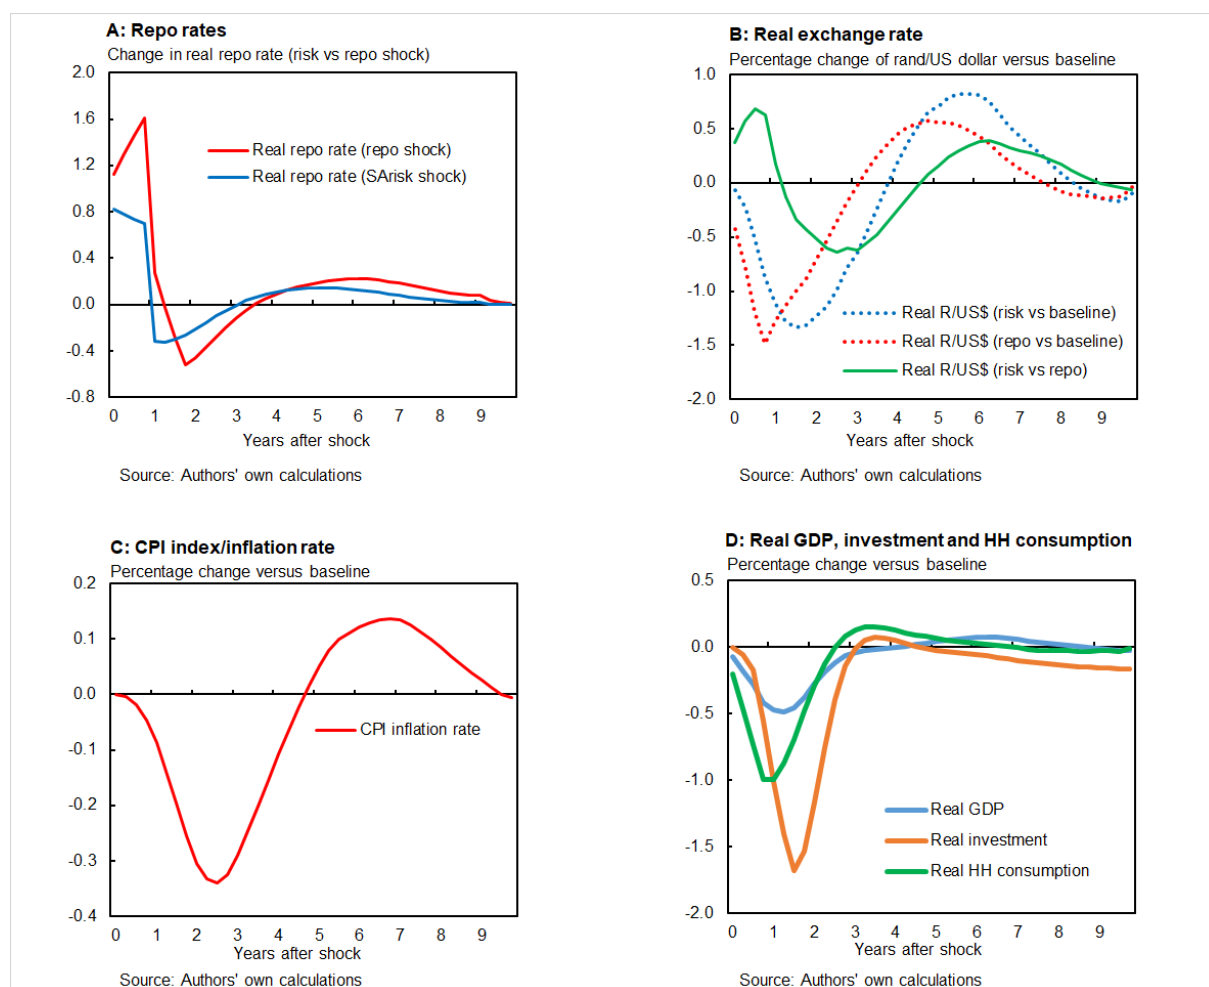 A: Repo rates
Change in real repo rate (risk vs repo shock)
2.0
1.6
1.2
0.8
0.4
0.0
-0.4
-0.8
Real repo rate (repo shock)
Real repo rate (SArisk shock)
0 1 2 3 4 5 6 7 8 9
Years after shock
Source: Authors' own calculations
B: Real exchange rate
Percentage change of rand/US dollar versus baseline
1.0
0.5
0.0
-0.5
-1.0
-1.5
-2.0
Real R/US$ (risk vs baseline)
Real R/US$ (repo vs baseline)
Real R/US$ (risk vs repo)
0 1 2 3 4 5 6 7 8 9
Years after shock
Source: Authors' own calculations
C: CPI index/inflation rate
Percentage change versus baseline
0.2
0.1
0.0
-0.1
-0.2
-0.3
-0.4
CPI inflation rate
0 1 2 3 4 5 6 7 8 9
Years after shock
Source: Authors' own calculations
D: Real GDP, investment and HH consumption
Percentage change versus baseline
0.5
0.0
-0.5
-1.0
-1.5
-2.0
Real GDP
Real investment
Real HH consumption
0 1 2 3 4 5 6 7 8 9
Years after shock
Source: Authors' own calculations